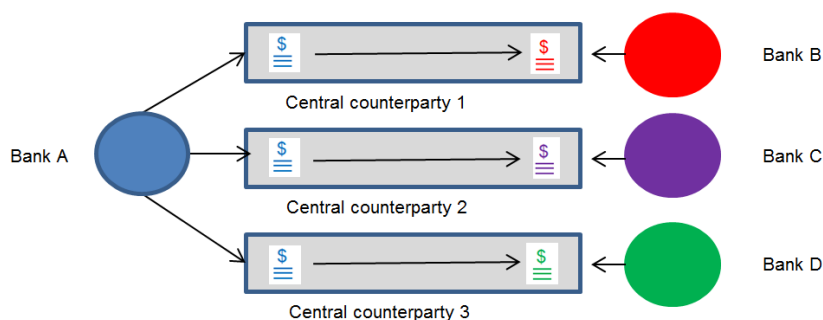 $ $
Bank B
Central counterparty 1
Bank A
$ $
Bank C
Central counterparty 2
$ $
Bank D
Central counterparty 3